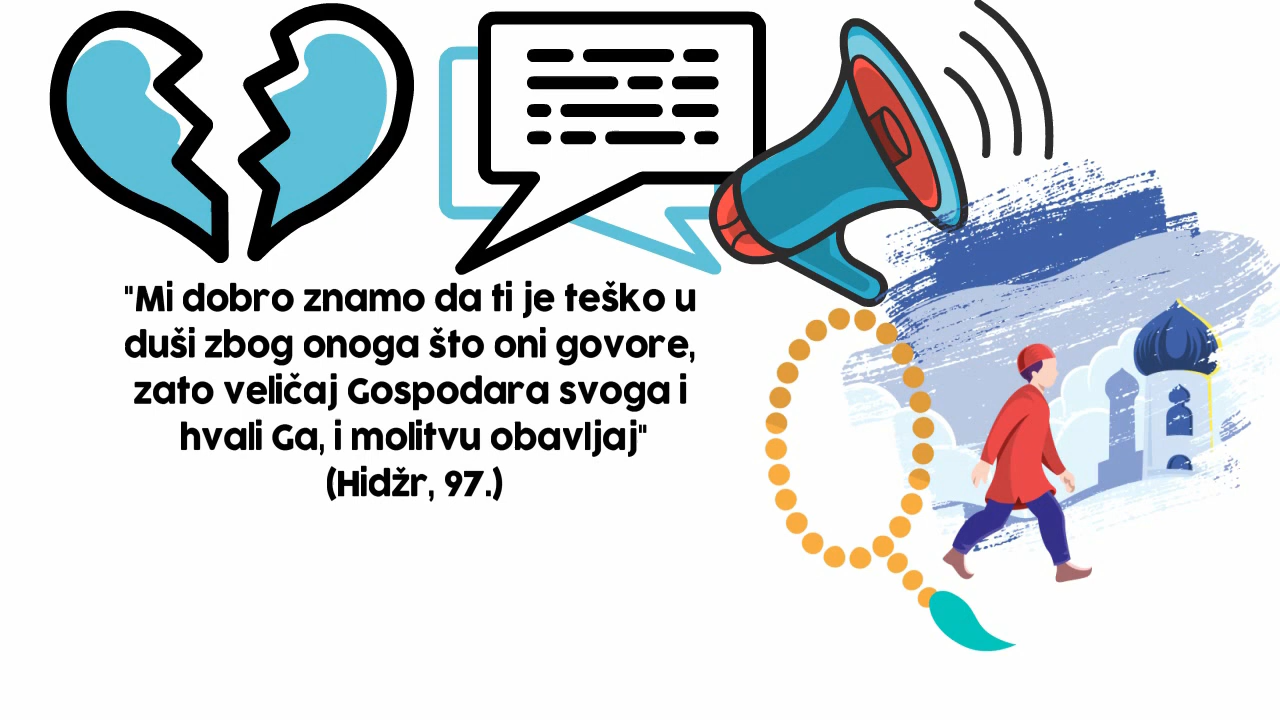 "Mi dobro znamo da ti je teško u
duši zbog onoga što oni govore,
zato veličaj Gospodara svoga i
hvali Ga, i molitvu obavljaj"
(Hidžr, 97.)